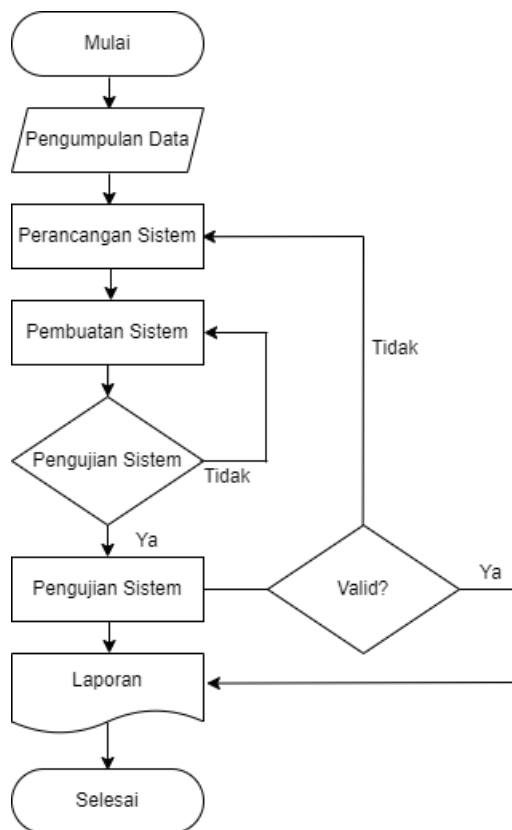 Mulai
Pengumpulan Data
Perancangan Sistem
Pembuatan Sistem
Tidak
Pengujian Sistem
Tidak
Ya
Pengujian Sistem
Valid?
Ya
Laporan
Selesai